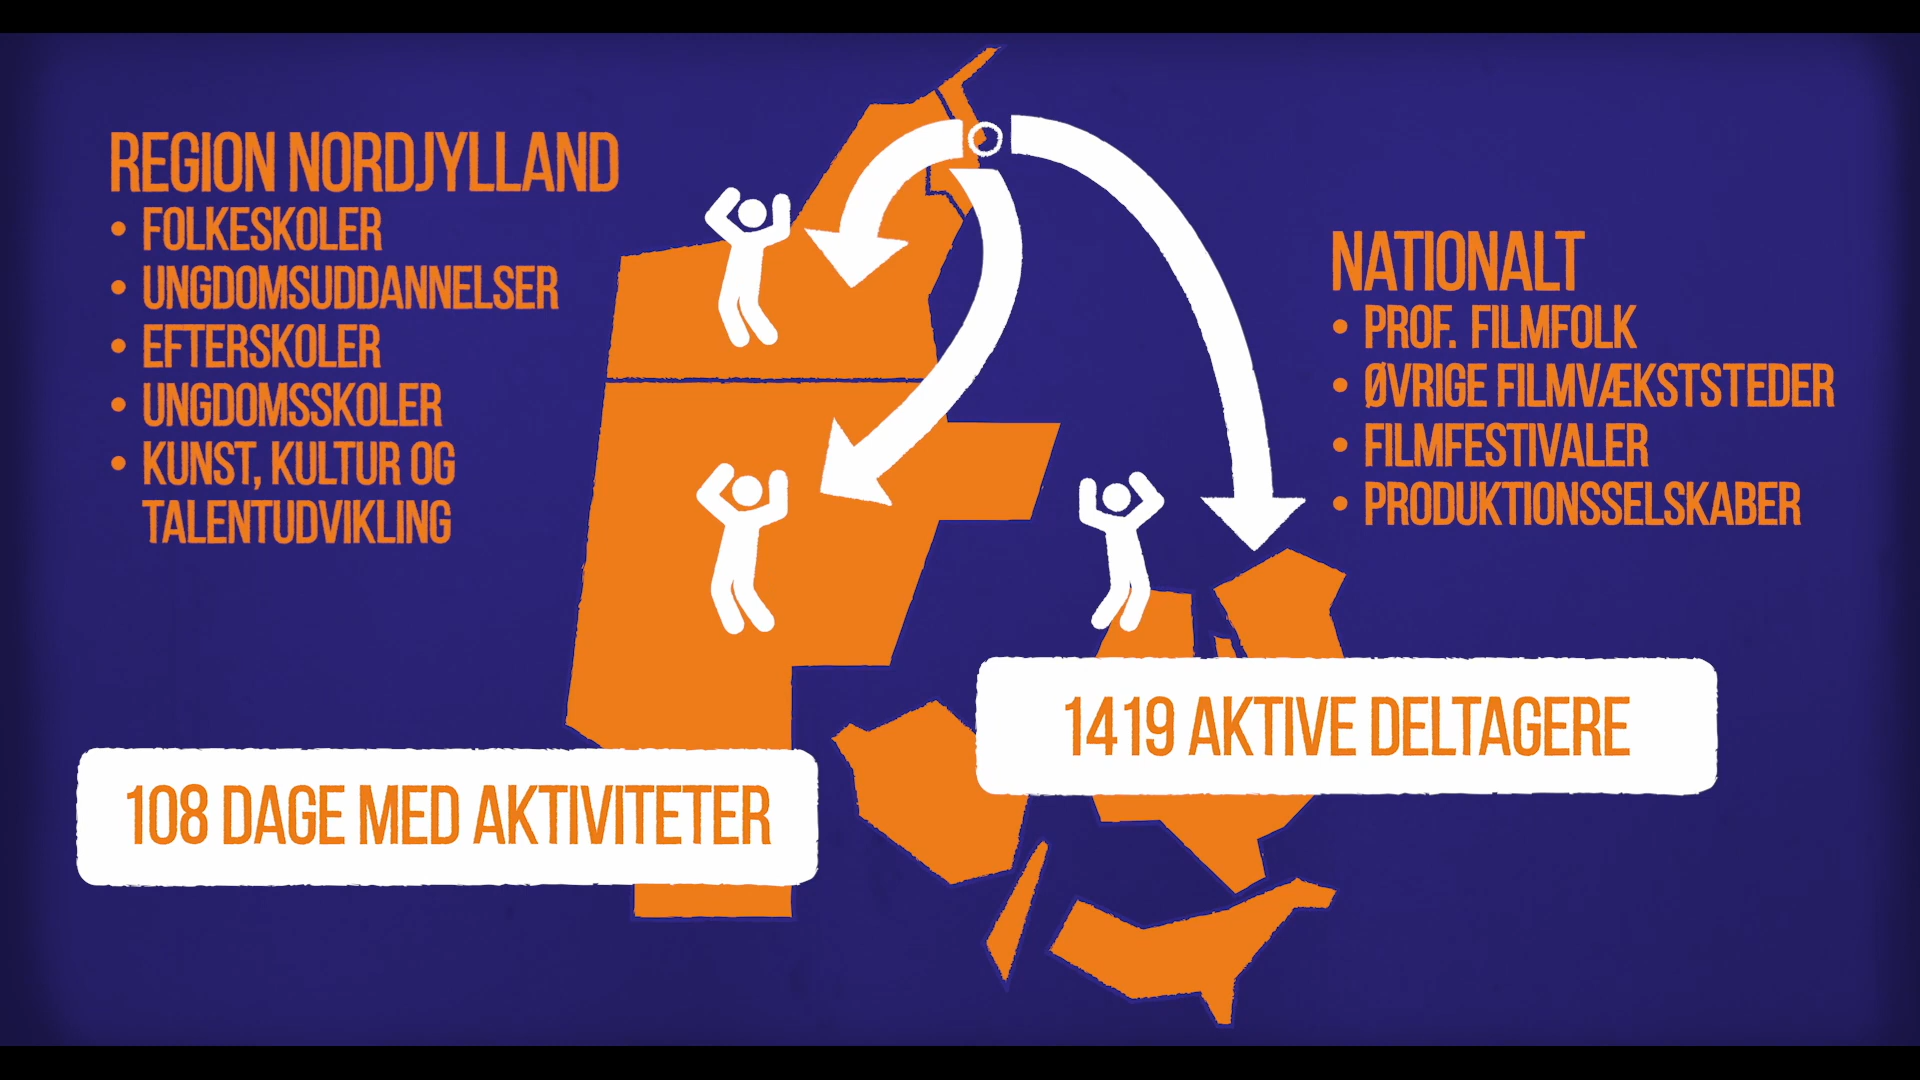 REGION NORDJYLLAND
• FOLKESKOLER
• UNGDOMSUDDANNELSER
• EFTERSKOLER
• UNGDOMSSKOLER
• KUNST, KULTUR OG
TALENTUDVIKLING
NATIONALT
• PROF. FILMFOLK
• ØVRIGE FILMVÆKSTSTEDER
• FILMFESTIVALER
• PRODUKTIONSSELSKABER
1419 AKTIVE DELTAGERE
108 DAGE MED AKTIVITETER